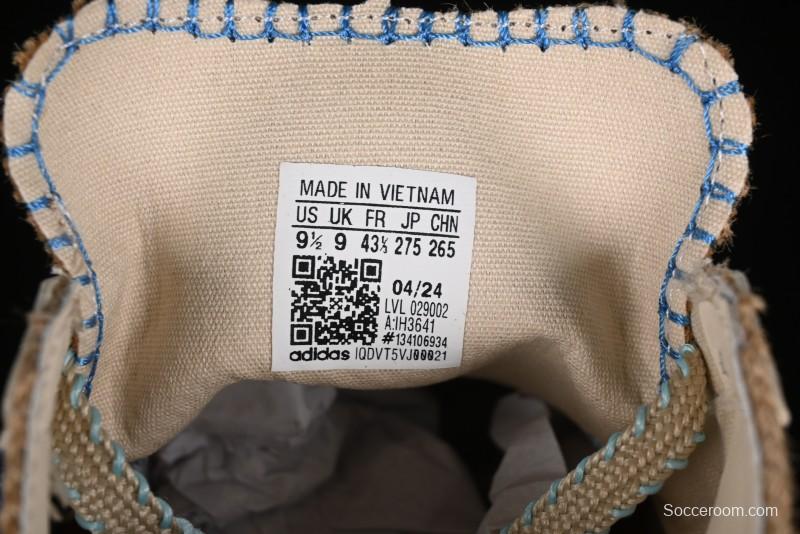 MADE IN VIETNAM
US UK FR JP CHN
9½ 9 43⅓ 275 265
04/24
LVL 029002
A:IH3641
#134106934
adidas IQDVT5VJ00021
Socceroom.com